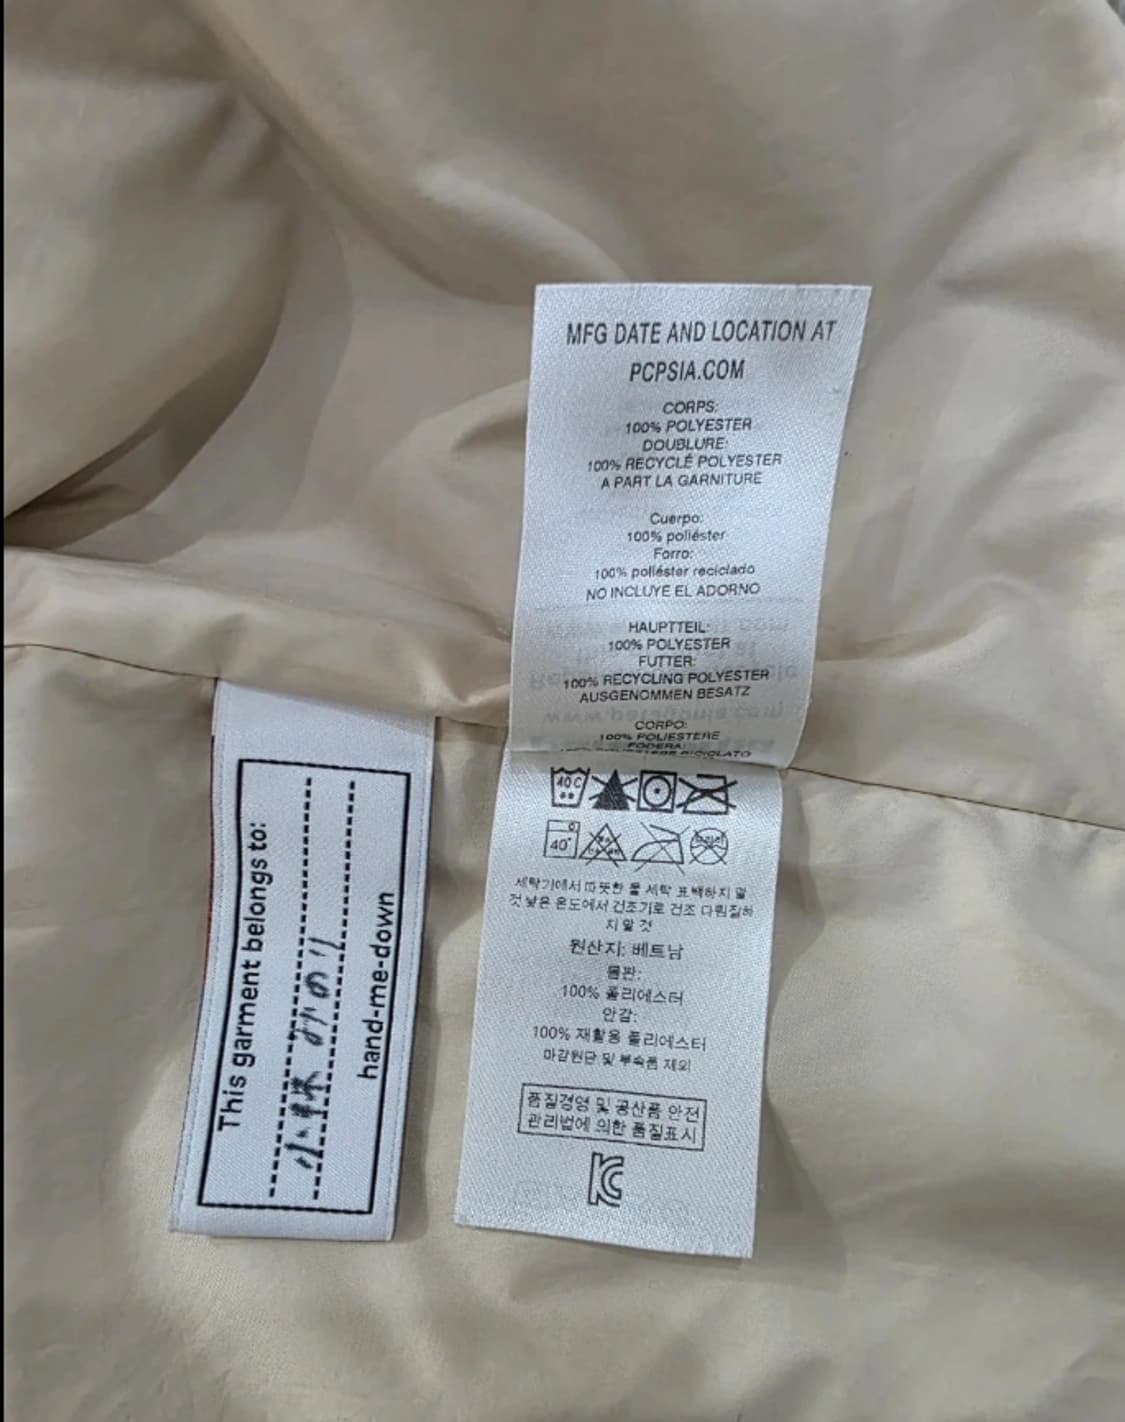 MFG DATE AND LOCATION AT
PCPSIA.COM
CORPS:
100% POLYESTER
DOUBLURE:
100% RECYCLÉ POLYESTER
A PART LA GARNITURE
Cuerpo:
100% poliéster
Forro:
100% poliéster reciclado
NO INCLUYE EL ADORNO
HAUPTTEIL:
100% POLYESTER
FUTTER:
100% RECYCLING POLYESTER
AUSGENOMMEN BESATZ
CORPO:
100% POLIESTERE
FODERA:
RICICLATO
40 C
40°
세탁기에서 따뜻한 물 세탁 표백하지 말
것 낮은 온도에서 건조기로 건조 다림질하
지 말 것
원산지: 베트남
몸판:
100% 폴리에스터
안감:
100% 재활용 폴리에스터
마감원단 및 부속품 제외
품질경영 및 공산품 안전
관리법에 의한 품질표시
KC
This garment belongs to:
小林
hand-me-down